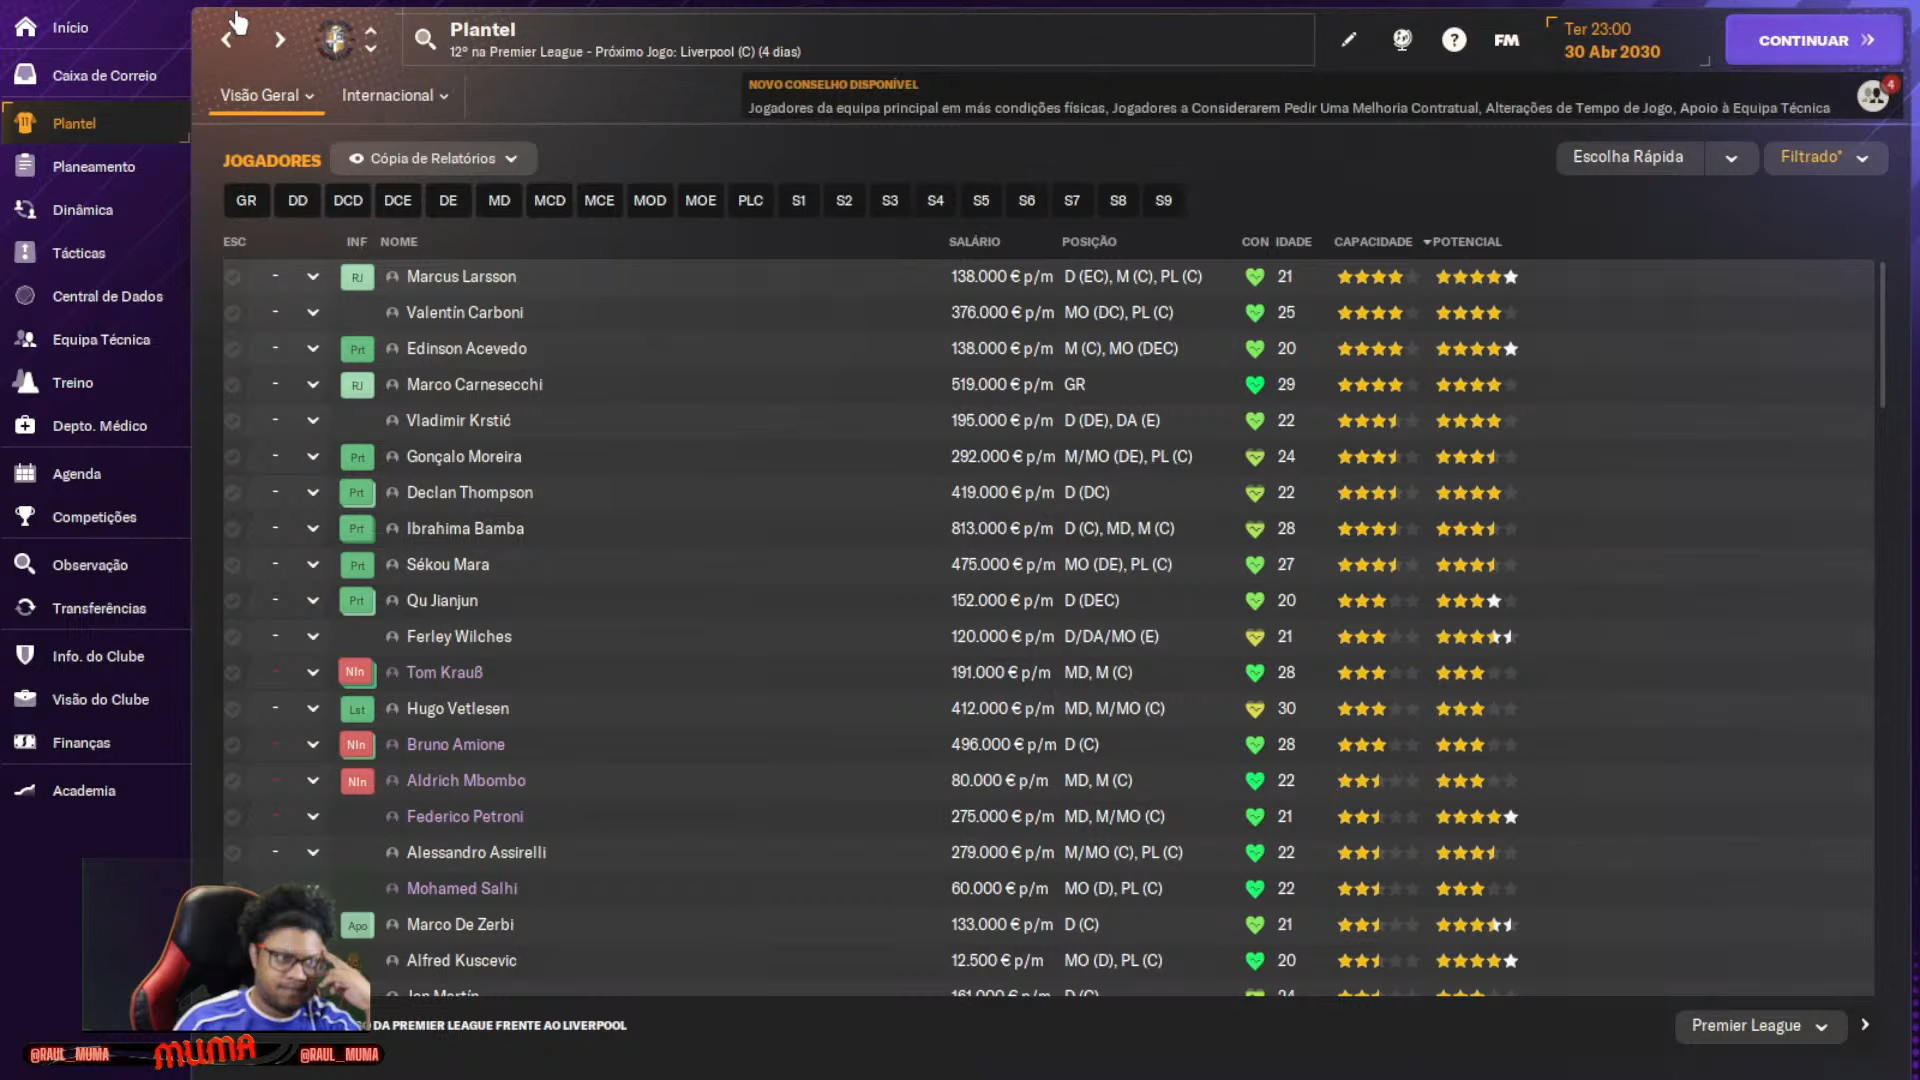 Início
Caixa de Correio
Plantel
Planeamento
Dinâmica
Tácticas
Central de Dados
Equipa Técnica
Treino
Depto. Médico
Agenda
Competições
Observação
Transferências
Info. do Clube
Visão do Clube
Finanças
Academia
Plantel
12º na Premier League - Próximo Jogo: Liverpool (C) (4 dias)
FM
Ter 23:00
30 Abr 2030
CONTINUAR
Visão Geral
Internacional
NOVO CONSELHO DISPONÍVEL
Jogadores da equipa principal em más condições físicas, Jogadores a Considerarem Pedir Uma Melhoria Contratual, Alterações de Tempo de Jogo, Apoio à Equipa Técnica
4
JOGADORES
Cópia de Relatórios
Escolha Rápida
Filtrado*
GR DD DCD DCE DE MD MCD MCE MOD MOE PLC S1 S2 S3 S4 S5 S6 S7 S8 S9
ESC INF NOME SALÁRIO POSIÇÃO CON IDADE CAPACIDADE POTENCIAL
- RJ Marcus Larsson 138.000 € p/m D (EC), M (C), PL (C) 21
- Valentín Carboni 376.000 € p/m MO (DC), PL (C) 25
- Prt Edinson Acevedo 138.000 € p/m M (C), MO (DEC) 20
- RJ Marco Carnesecchi 519.000 € p/m GR 29
- Vladimir Krstić 195.000 € p/m D (DE), DA (E) 22
- Prt Gonçalo Moreira 292.000 € p/m M/MO (DE), PL (C) 24
- Prt Declan Thompson 419.000 € p/m D (DC) 22
- Prt Ibrahima Bamba 813.000 € p/m D (C), MD, M (C) 28
- Prt Sékou Mara 475.000 € p/m MO (DE), PL (C) 27
- Prt Qu Jianjun 152.000 € p/m D (DEC) 20
- Ferley Wilches 120.000 € p/m D/DA/MO (E) 21
- NIn Tom Krauß 191.000 € p/m MD, M (C) 28
- Lst Hugo Vetlesen 412.000 € p/m MD, M/MO (C) 30
- NIn Bruno Amione 496.000 € p/m D (C) 28
- NIn Aldrich Mbombo 80.000 € p/m MD, M (C) 22
- Federico Petroni 275.000 € p/m MD, M/MO (C) 21
- Alessandro Assirelli 279.000 € p/m M/MO (C), PL (C) 22
Mohamed Salhi 60.000 € p/m MO (D), PL (C) 22
Apo Marco De Zerbi 133.000 € p/m D (C) 21
Alfred Kuscevic 12.500 € p/m MO (D), PL (C) 20
DA PREMIER LEAGUE FRENTE AO LIVERPOOL
Premier League
@RAUL_MUMA MUMA @RAUL_MUMA